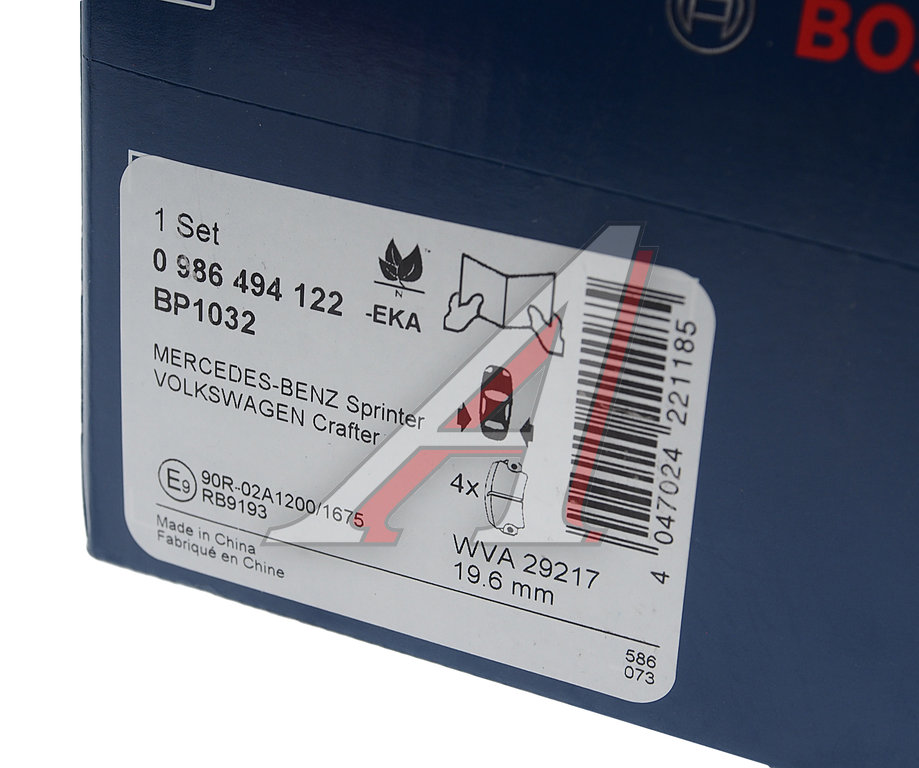 BOS
1 Set
0 986 494 122 -EKA
BP1032
N
MERCEDES-BENZ Sprinter
VOLKSWAGEN Crafter
E9 90R-02A1200/1675
RB9193
Made in China
Fabriqué en Chine
4x
WVA 29217
19.6 mm
4 047024 221185
586
073